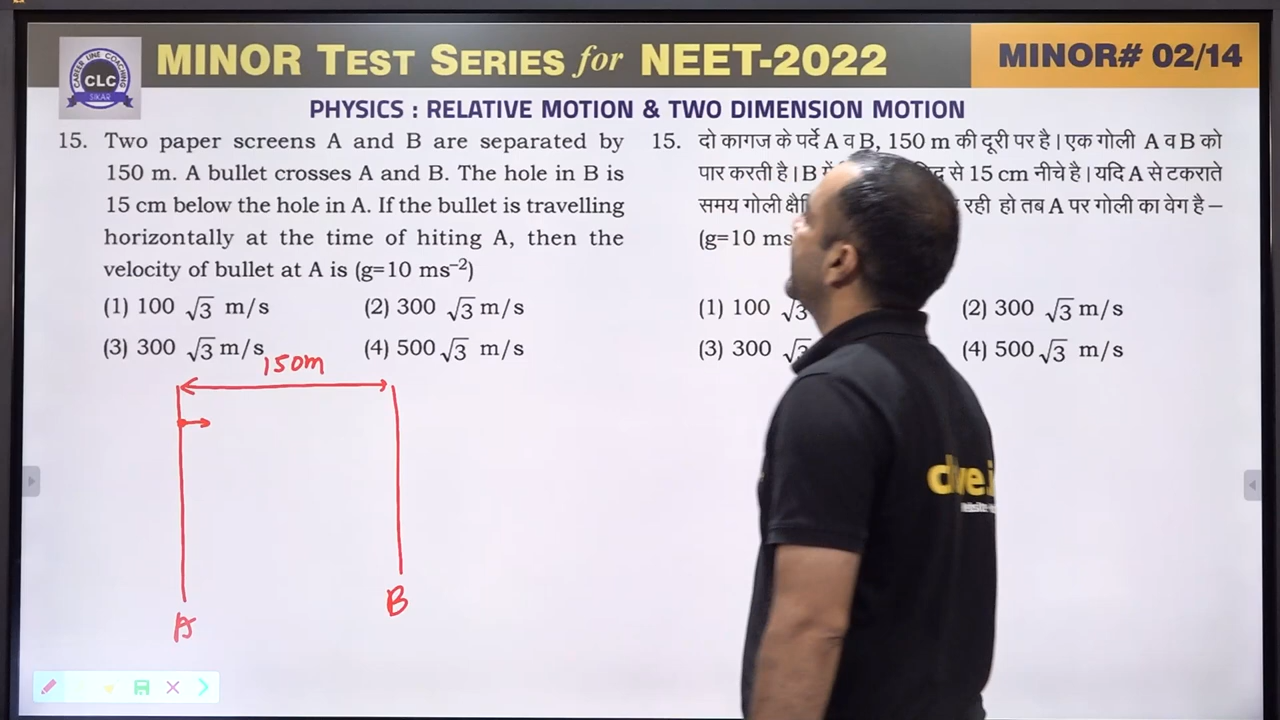 MINOR TEST SERIES for NEET-2022
MINOR# 02/14
CAREER LINE COACHING
CLC
SIKAR
PHYSICS : RELATIVE MOTION & TWO DIMENSION MOTION
15. Two paper screens A and B are separated by
150 m. A bullet crosses A and B. The hole in B is
15 cm below the hole in A. If the bullet is travelling
horizontally at the time of hiting A, then the
velocity of bullet at A is (g=10 ms⁻²)
(1) 100 √3 m/s (2) 300 √3 m/s
(3) 300 √3 m/s (4) 500 √3 m/s
150m
A
B
15. दो कागज के पर्दे A व B, 150 m की दूरी पर है। एक गोली A व B को
पार करती है। B में से 15 cm नीचे है। यदि A से टकराते
समय गोली रही हो तब A पर गोली का वेग है –
(g=10 ms
(1) 100 √3 (2) 300 √3 m/s
(3) 300 (4) 500 √3 m/s